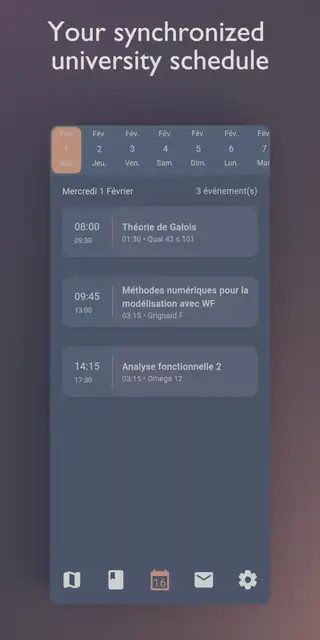 Your synchronized
university schedule
Fév. Fév. Fév. Fév. Fév. Fév. Fév
1 2 3 4 5 6 7
Mer. Jeu. Ven. Sam. Dim. Lun. Mar
Mercredi 1 Février 3 événement(s)
08:00 Théorie de Galois
09:30 01:30 • Quai 43 s.101
09:45 Méthodes numériques pour la
modélisation avec WF
13:00 03:15 • Grignard F
14:15 Analyse fonctionnelle 2
17:30 03:15 • Omega 12
16